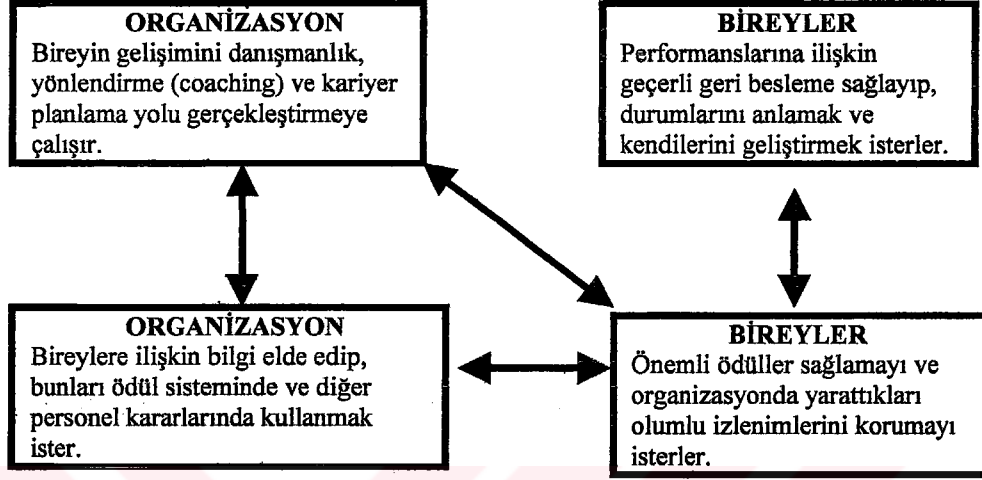 ORGANİZASYON
Bireyin gelişimini danışmanlık,
yönlendirme (coaching) ve kariyer
planlama yolu gerçekleştirmeye
çalışır.
BİREYLER
Performanslarına ilişkin
geçerli geri besleme sağlayıp,
durumlarını anlamak ve
kendilerini geliştirmek isterler.
ORGANİZASYON
Bireylere ilişkin bilgi elde edip,
bunları ödül sisteminde ve diğer
personel kararlarında kullanmak
ister.
BİREYLER
Önemli ödüller sağlamayı ve
organizasyonda yarattıkları
olumlu izlenimlerini korumayı
isterler.